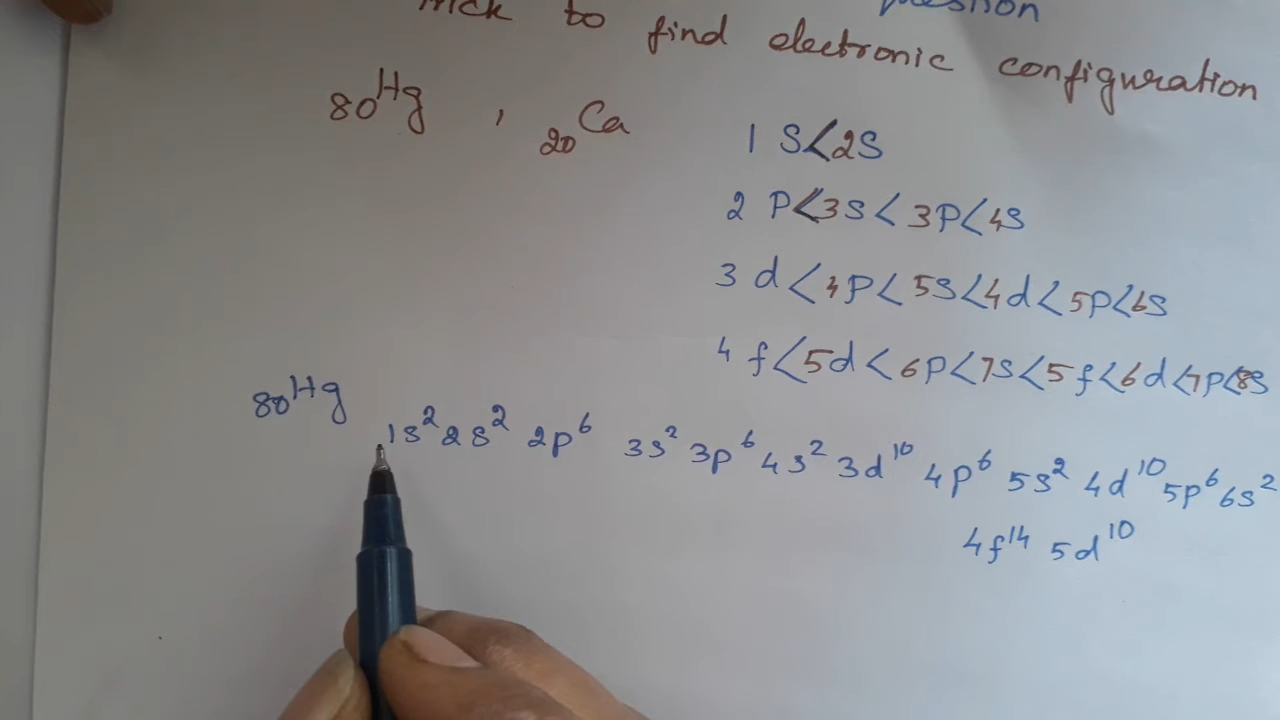 Trick to question
find electronic configuration
80Hg , 20Ca
1 S<2S
2 P<3S<3P<4S
3 d<4P<5S<4d<5P<6S
4 f<5d<6P<7S<5f<6d<7P<8S
80Hg 1s² 2s² 2p⁶ 3s² 3p⁶ 4s² 3d¹⁰ 4p⁶ 5s² 4d¹⁰ 5p⁶ 6s²
4f¹⁴ 5d¹⁰